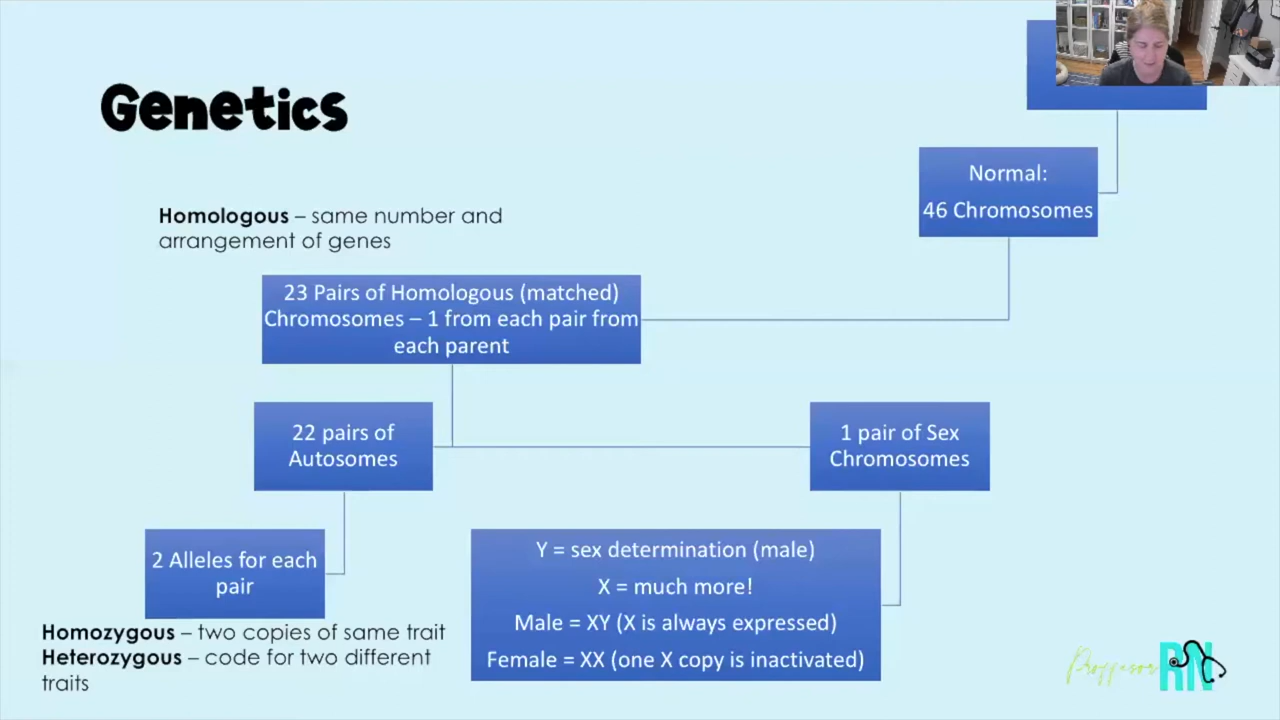 Genetics
Normal:
46 Chromosomes
Homologous – same number and
arrangement of genes
23 Pairs of Homologous (matched)
Chromosomes – 1 from each pair from
each parent
22 pairs of
Autosomes
1 pair of Sex
Chromosomes
2 Alleles for each
pair
Y = sex determination (male)
X = much more!
Male = XY (X is always expressed)
Female = XX (one X copy is inactivated)
Homozygous – two copies of same trait
Heterozygous – code for two different
traits
Proffesor RN